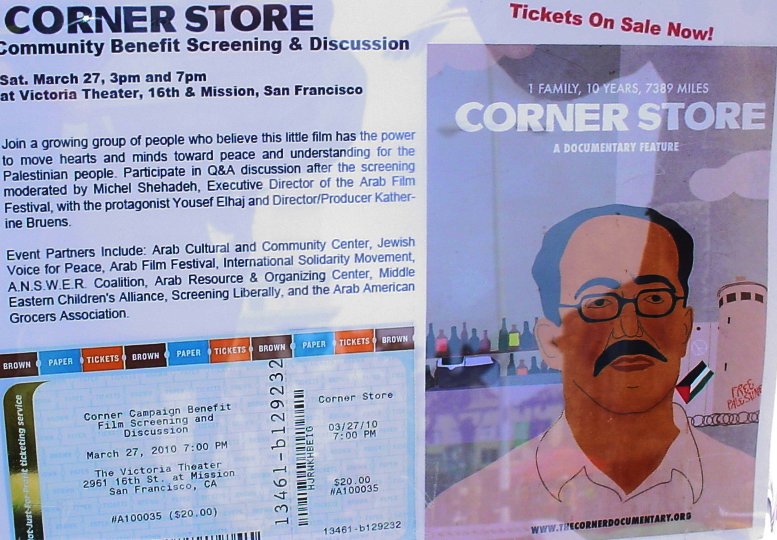 CORNER STORE
Community Benefit Screening & Discussion
Sat. March 27, 3pm and 7pm
at Victoria Theater, 16th & Mission, San Francisco
Join a growing group of people who believe this little film has the power
to move hearts and minds toward peace and understanding for the
Palestinian people. Participate in Q&A discussion after the screening
moderated by Michel Shehadeh, Executive Director of the Arab Film
Festival, with the protagonist Yousef Elhaj and Director/Producer Kather-
ine Bruens.
Event Partners Include: Arab Cultural and Community Center, Jewish
Voice for Peace, Arab Film Festival, International Solidarity Movement,
A.N.S.W.E.R. Coalition, Arab Resource & Organizing Center, Middle
Eastern Children's Alliance, Screening Liberally, and the Arab American
Grocers Association.
BROWN PAPER TICKETS BROWN PAPER TICKETS BROWN PAPER TICKETS BROWN
not-just-for-profit ticketing service
Corner Campaign Benefit
Film Screening and
Discussion
March 27, 2010 7:00 PM
The Victoria Theater
2961 16th St. at Mission
San Francisco, CA
#A100035 ($20.00)
13461-b129232
Corner Store
03/27/10
7:00 PM
$20.00
#A100035
13461-b129232
Tickets On Sale Now!
1 FAMILY, 10 YEARS, 7389 MILES
CORNER STORE
A DOCUMENTARY FEATURE
FREE
PALESTINE
WWW.THECORNERDOCUMENTARY.ORG